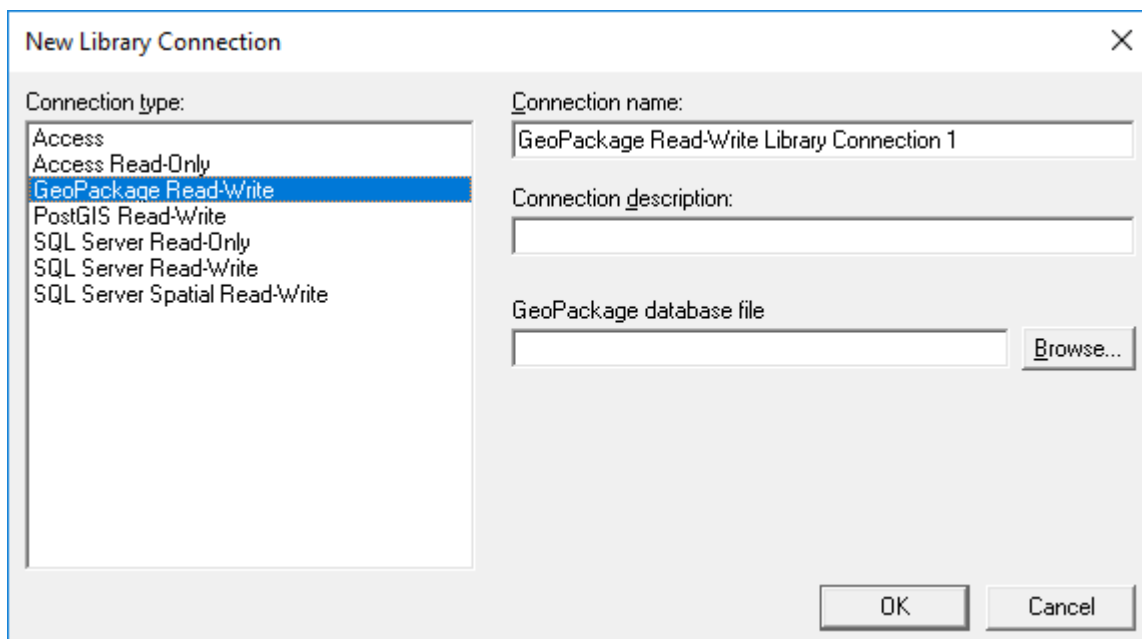 New Library Connection
Connection type:
Access
Access Read-Only
GeoPackage Read-Write
PostGIS Read-Write
SQL Server Read-Only
SQL Server Read-Write
SQL Server Spatial Read-Write
Connection name:
GeoPackage Read-Write Library Connection 1
Connection description:
GeoPackage database file
Browse...
OK
Cancel